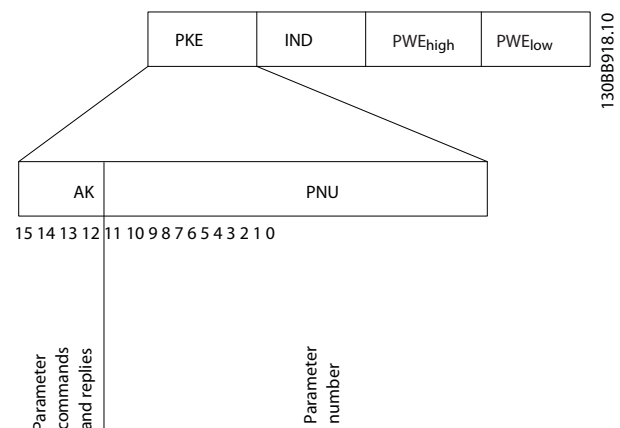 PKE IND PWEhigh PWElow
130BB918.10
AK PNU
15 14 13 12 11 10 9 8 7 6 5 4 3 2 1 0
Parameter
commands
and replies
Parameter
number